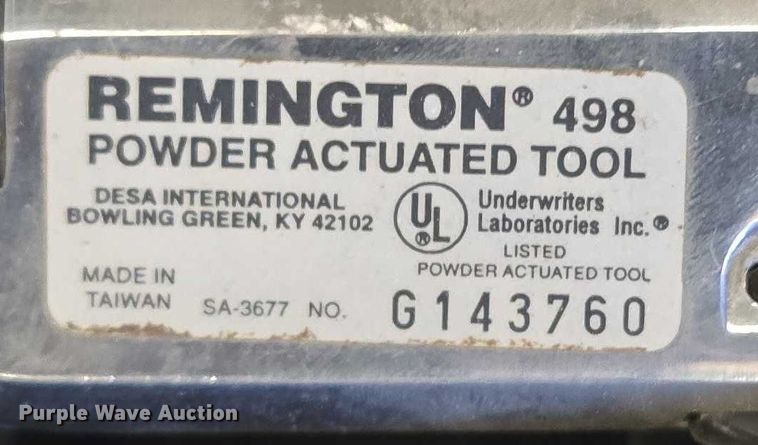 REMINGTON® 498
POWDER ACTUATED TOOL
DESA INTERNATIONAL
BOWLING GREEN, KY 42102
UL®
Underwriters
Laboratories Inc.®
LISTED
POWDER ACTUATED TOOL
MADE IN
TAIWAN
SA-3677 NO. G143760
Purple Wave Auction